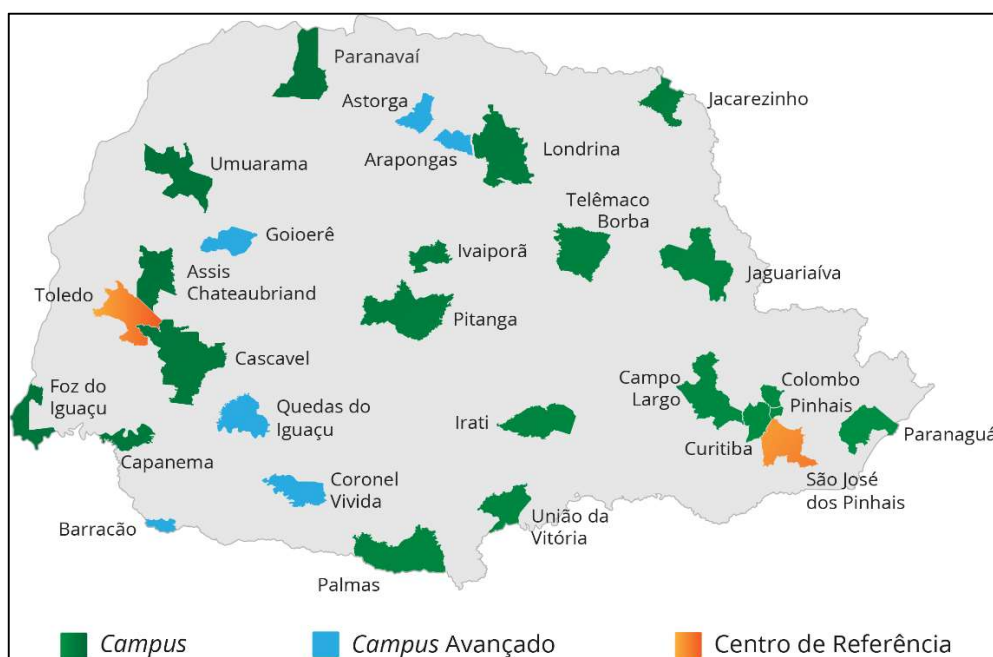 Paranavaí
Astorga
Jacarezinho
Arapongas
Londrina
Umuarama
Telêmaco
Borba
Goioerê
Ivaiporã
Assis
Chateaubriand
Jaguariaíva
Toledo
Pitanga
Cascavel
Foz do
Iguaçu
Campo
Largo
Colombo
Pinhais
Quedas do
Iguaçu
Irati
Curitiba
Paranaguá
Capanema
São José
dos Pinhais
Coronel
Vivida
Barracão
União da
Vitória
Palmas
Campus
Campus Avançado
Centro de Referência